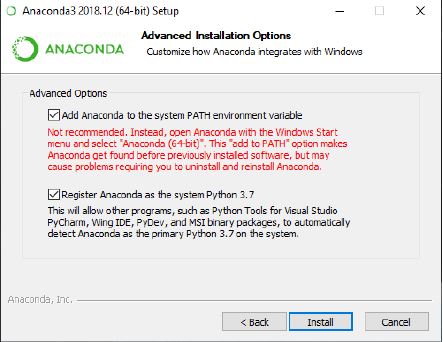 Anaconda3 2018.12 (64-bit) Setup
ANACONDA
Advanced Installation Options
Customize how Anaconda integrates with Windows
Advanced Options
Add Anaconda to the system PATH environment variable
Not recommended. Instead, open Anaconda with the Windows Start
menu and select "Anaconda (64-bit)". This "add to PATH" option makes
Anaconda get found before previously installed software, but may
cause problems requiring you to uninstall and reinstall Anaconda.
Register Anaconda as the system Python 3.7
This will allow other programs, such as Python Tools for Visual Studio
PyCharm, Wing IDE, PyDev, and MSI binary packages, to automatically
detect Anaconda as the primary Python 3.7 on the system.
Anaconda, Inc.
< Back
Install
Cancel